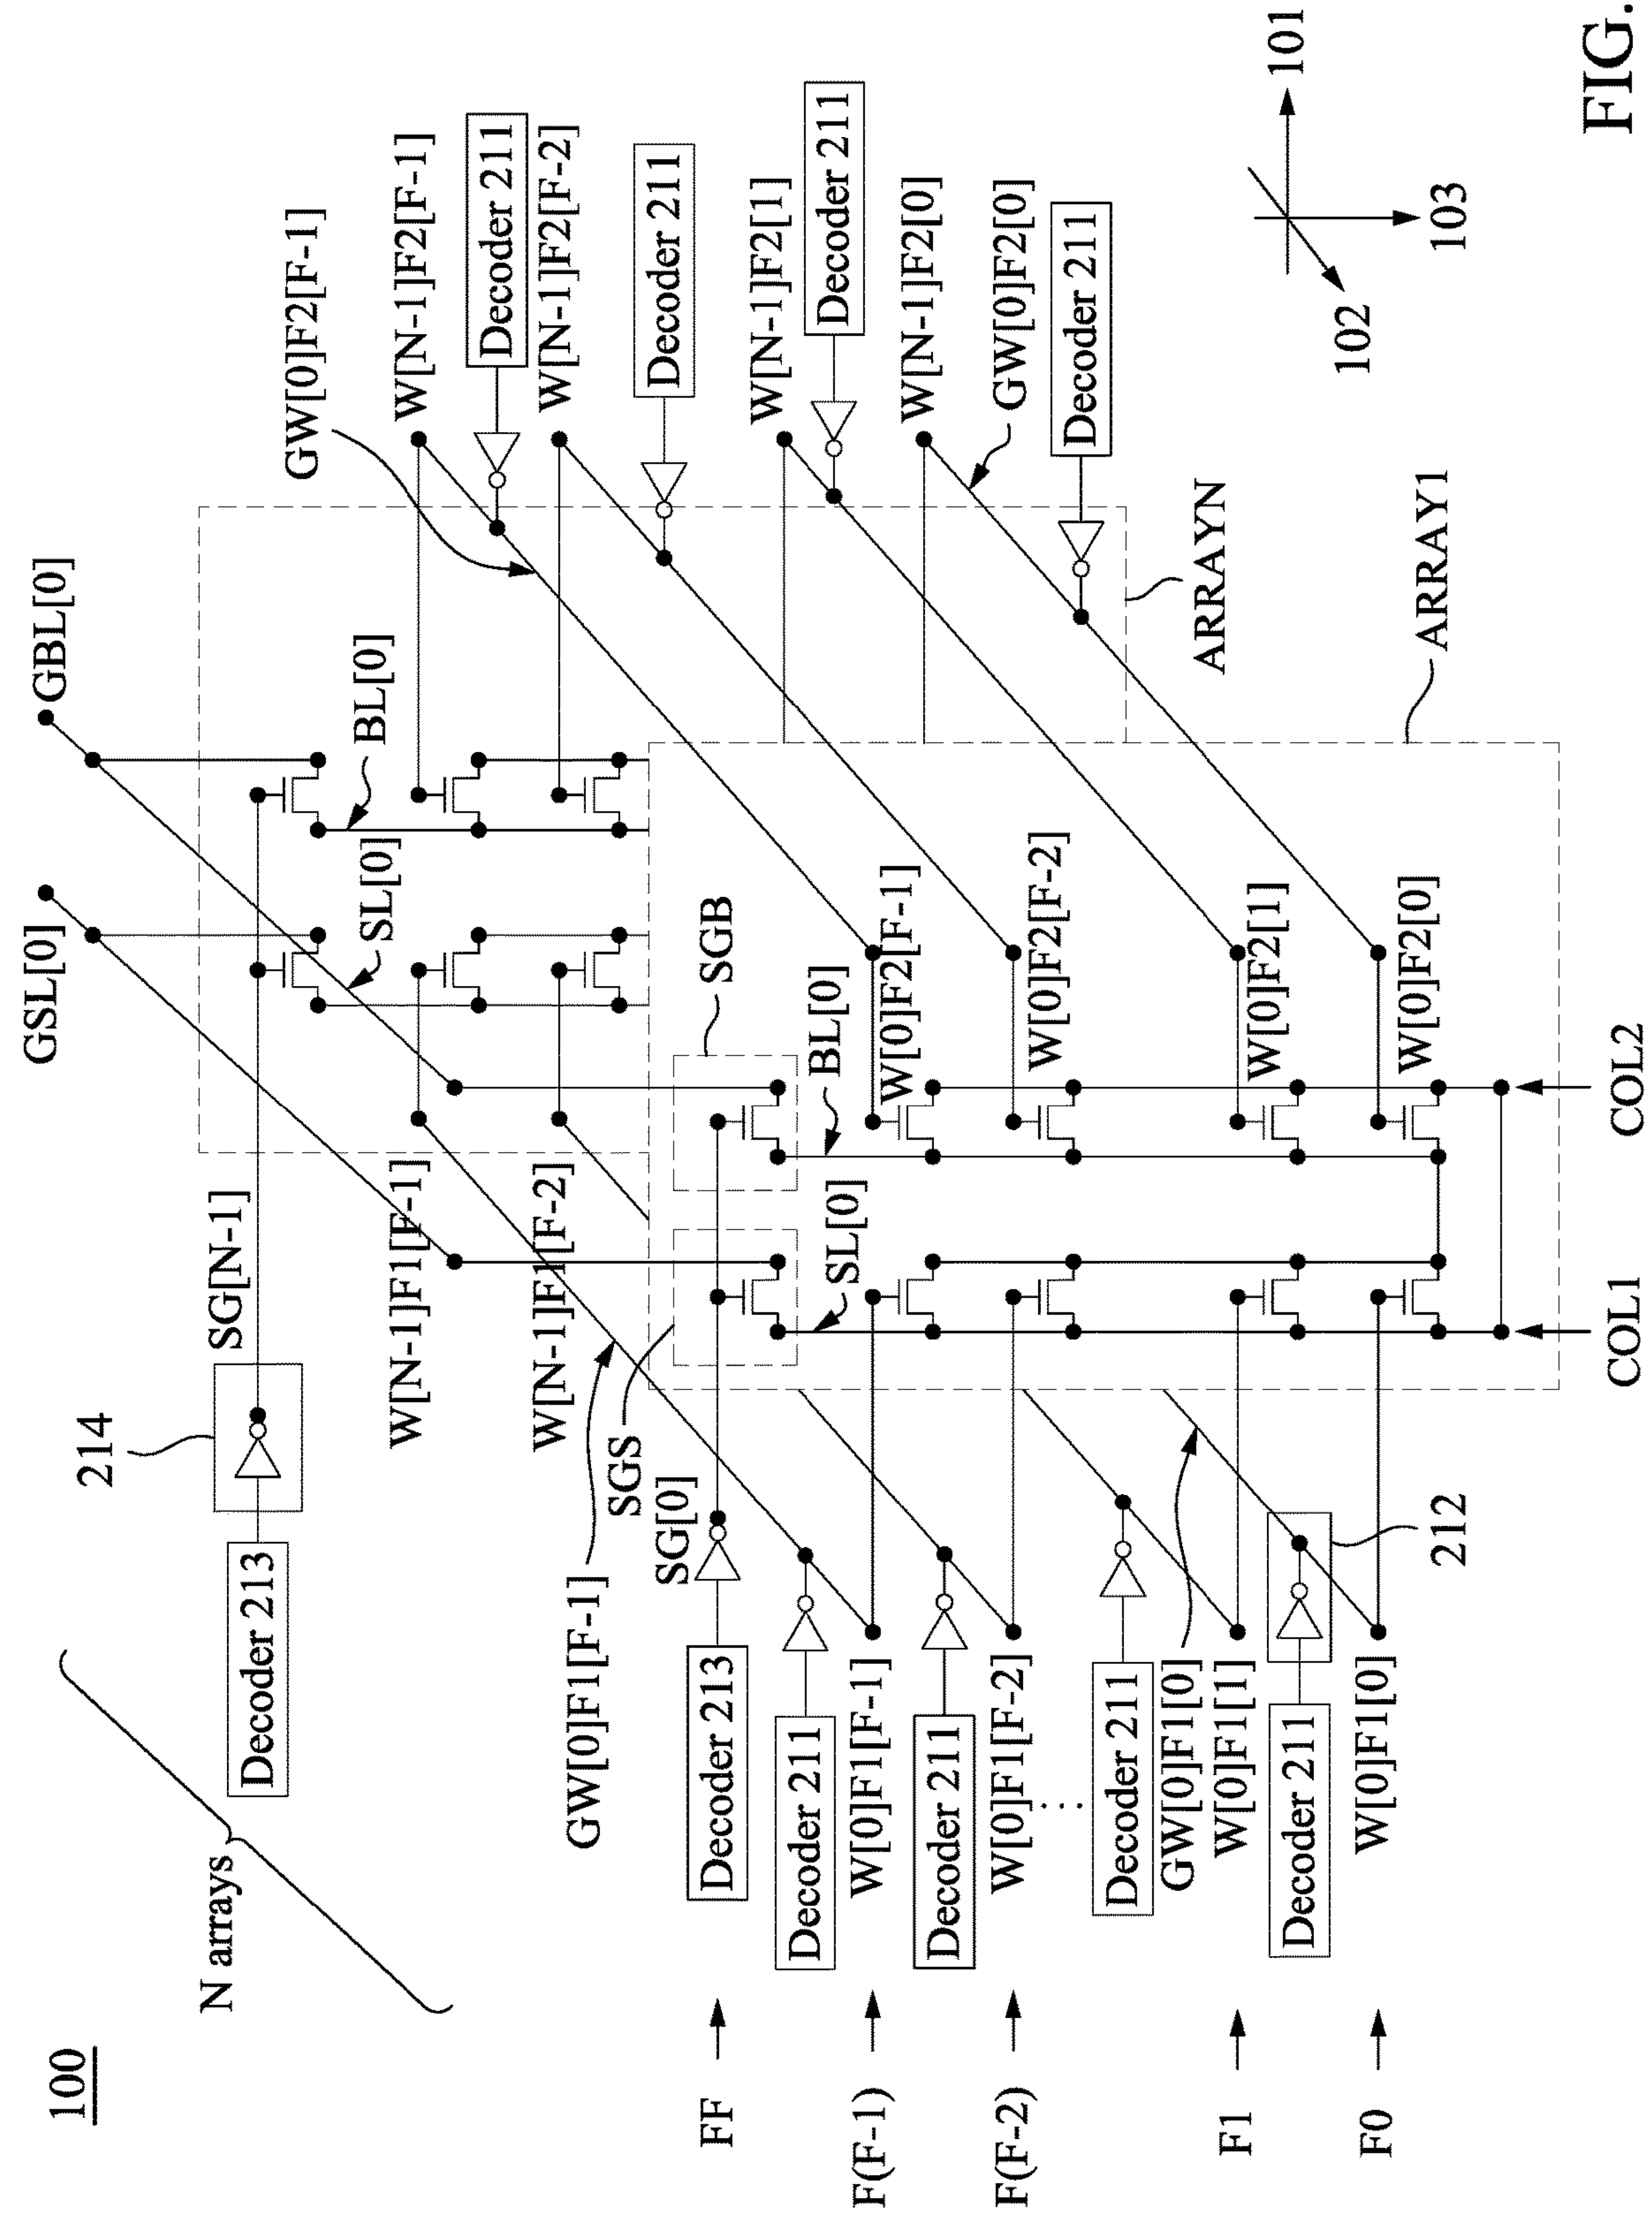 100
N arrays
Decoder 213
214
SG[N-1]
GSL[0]
GBL[0]
SL[0]
BL[0]
GW[0]F2[F-1]
W[N-1]F2[F-1]
Decoder 211
W[N-1]F2[F-2]
Decoder 211
W[N-1]F2[1]
Decoder 211
W[N-1]F2[0]
GW[0]F2[0]
Decoder 211
ARRAYN
ARRAY1
W[N-1]F1[F-1]
W[N-1]F1[F-2]
GW[0]F1[F-1]
SGS
SGB
FF
Decoder 213
SG[0]
SL[0]
BL[0]
Decoder 211
F(F-1)
W[0]F1[F-1]
W[0]F2[F-1]
Decoder 211
F(F-2)
W[0]F1[F-2]
W[0]F2[F-2]
...
Decoder 211
GW[0]F1[0]
F1
W[0]F1[1]
W[0]F2[1]
Decoder 211
212
F0
W[0]F1[0]
W[0]F2[0]
COL1
COL2
101
102
103
FIG.